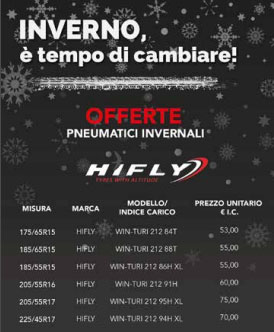 INVERNO,
è tempo di cambiare!
OFFERTE
PNEUMATICI INVERNALI
HIFLY
TYRES WITH ALTITUDE
MISURA MARCA MODELLO/ INDICE CARICO PREZZO UNITARIO € I.C.
175/65R15 HIFLY WIN-TURI 212 84T 53,00
185/65R15 HIFLY WIN-TURI 212 88T 55,00
185/55R15 HIFLY WIN-TURI 212 86H XL 55,00
205/55R16 HIFLY WIN-TURI 212 91H 60,00
205/55R17 HIFLY WIN-TURI 212 95H XL 75,00
225/45R17 HIFLY WIN-TURI 212 94H XL 70,00